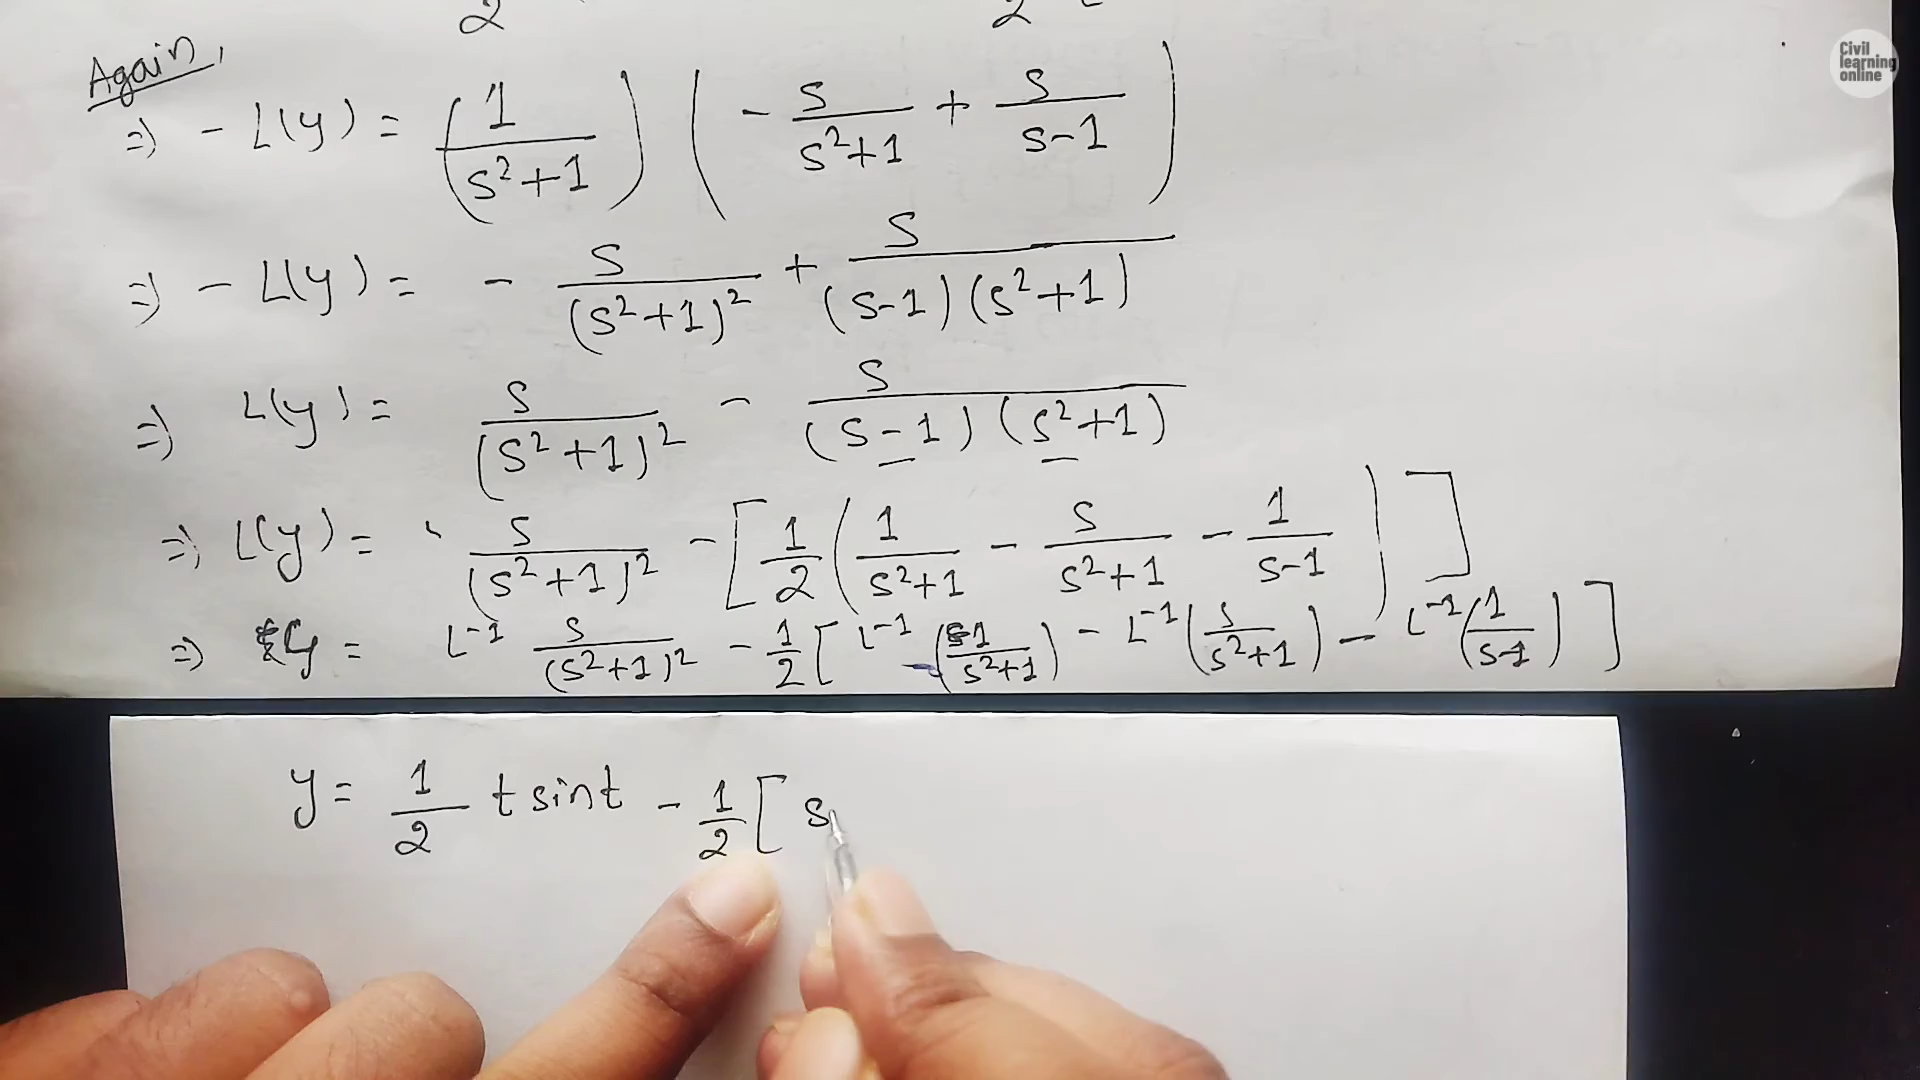 2 2
Again,
Civil learning online
⇒ - L(y) = (1/(s²+1)) (- s/(s²+1) + s/(s-1))
⇒ - L(y) = - s/(s²+1)² + s/((s-1)(s²+1))
⇒ L(y) = s/(s²+1)² - s/((s-1)(s²+1))
⇒ L(y) = s/(s²+1)² - [1/2 (1/(s²+1) - s/(s²+1) - 1/(s-1))]
⇒ y = L⁻¹ s/(s²+1)² - 1/2 [L⁻¹ (1/(s²+1)) - L⁻¹ (s/(s²+1)) - L⁻¹ (1/(s-1))]
y = 1/2 t sint - 1/2 [ s